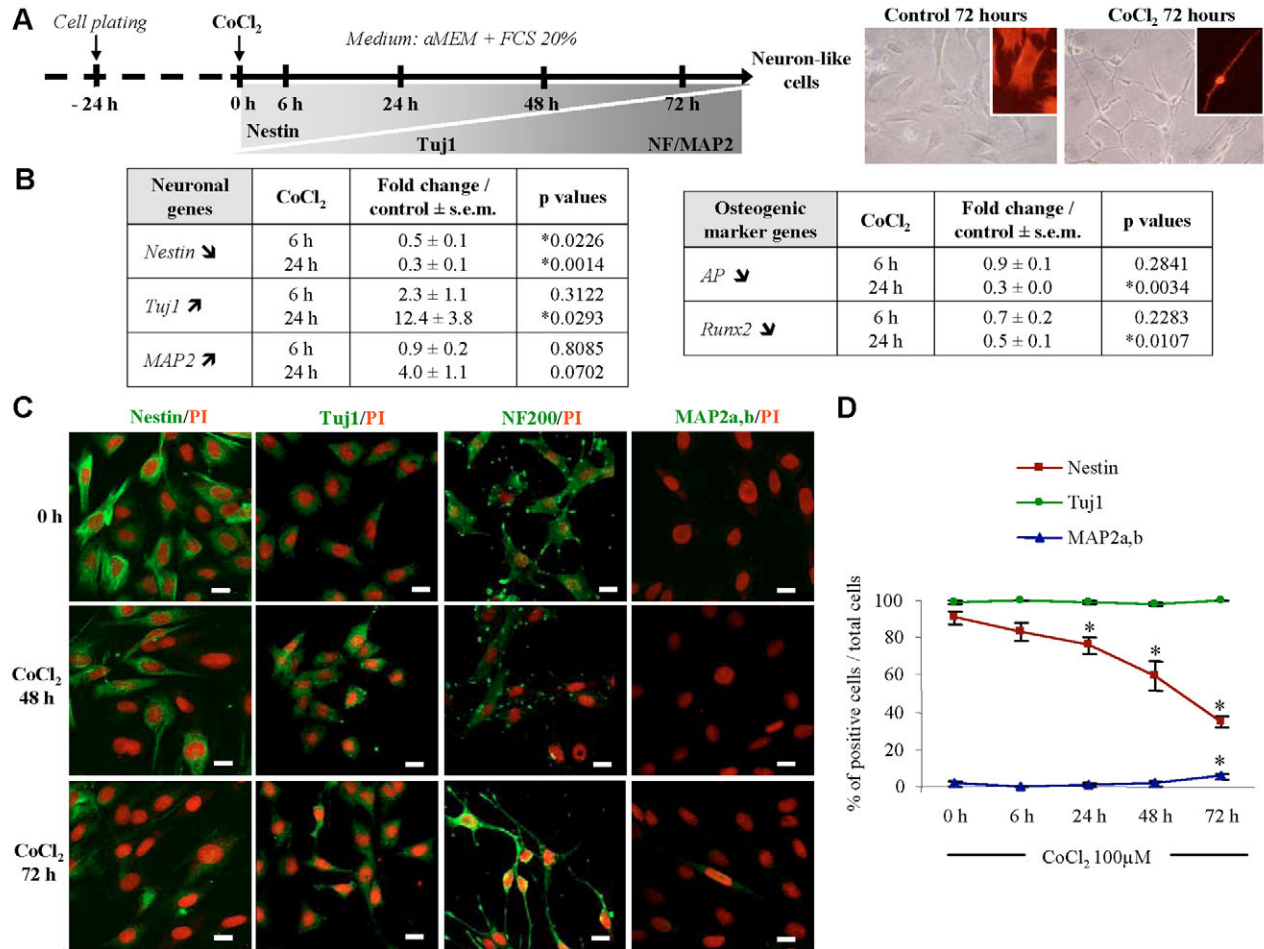 A
Cell plating
CoCl2
Medium: aMEM + FCS 20%
Neuron-like
cells
- 24 h
0 h
6 h
24 h
48 h
72 h
Nestin
Tuj1
NF/MAP2
Control 72 hours
CoCl2 72 hours
B
Neuronal genes CoCl2 Fold change / control ± s.e.m. p values
Nestin ↘ 6 h 0.5 ± 0.1 *0.0226
24 h 0.3 ± 0.1 *0.0014
Tuj1 ↗ 6 h 2.3 ± 1.1 0.3122
24 h 12.4 ± 3.8 *0.0293
MAP2 ↗ 6 h 0.9 ± 0.2 0.8085
24 h 4.0 ± 1.1 0.0702
Osteogenic marker genes CoCl2 Fold change / control ± s.e.m. p values
AP ↘ 6 h 0.9 ± 0.1 0.2841
24 h 0.3 ± 0.0 *0.0034
Runx2 ↘ 6 h 0.7 ± 0.2 0.2283
24 h 0.5 ± 0.1 *0.0107
C
Nestin/PI
Tuj1/PI
NF200/PI
MAP2a,b/PI
0 h
CoCl2
48 h
CoCl2
72 h
D
Nestin
Tuj1
MAP2a,b
% of positive cells / total cells
100
80
60
40
20
0
*
*
*
*
0 h
6 h
24 h
48 h
72 h
CoCl2 100µM